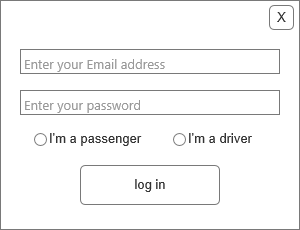 X
Enter your Email address
Enter your password
I'm a passenger I'm a driver
log in